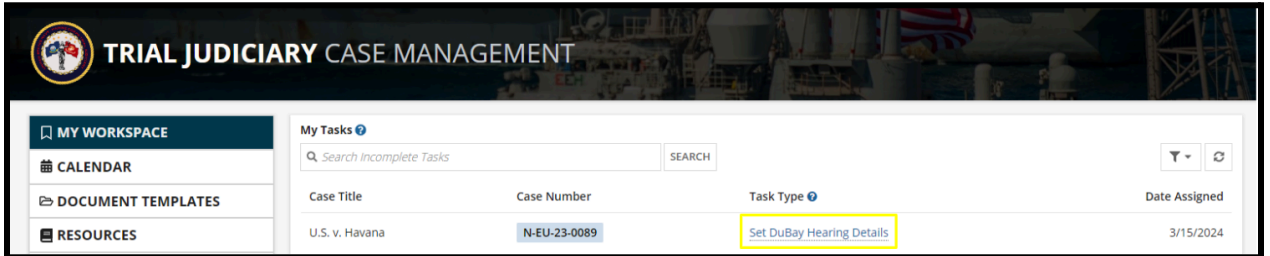 TRIAL JUDICIARY CASE MANAGEMENT
MY WORKSPACE
CALENDAR
DOCUMENT TEMPLATES
RESOURCES
My Tasks
Search Incomplete Tasks SEARCH
Case Title Case Number Task Type Date Assigned
U.S. v. Havana N-EU-23-0089 Set DuBay Hearing Details 3/15/2024